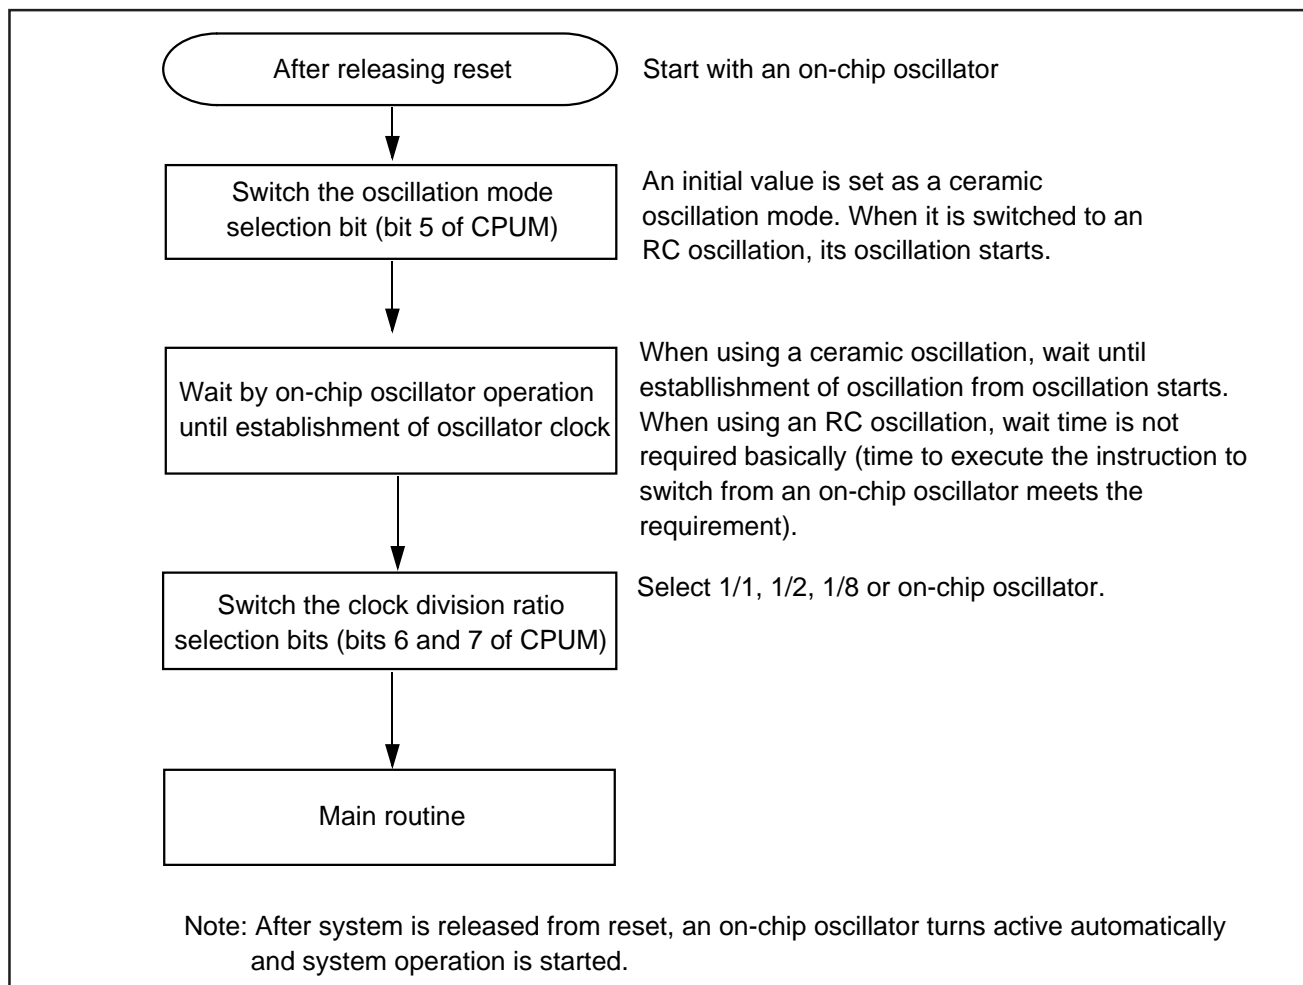 After releasing reset
Start with an on-chip oscillator
Switch the oscillation mode
selection bit (bit 5 of CPUM)
An initial value is set as a ceramic
oscillation mode. When it is switched to an
RC oscillation, its oscillation starts.
Wait by on-chip oscillator operation
until establishment of oscillator clock
When using a ceramic oscillation, wait until
establlishment of oscillation from oscillation starts.
When using an RC oscillation, wait time is not
required basically (time to execute the instruction to
switch from an on-chip oscillator meets the
requirement).
Switch the clock division ratio
selection bits (bits 6 and 7 of CPUM)
Select 1/1, 1/2, 1/8 or on-chip oscillator.
Main routine
Note: After system is released from reset, an on-chip oscillator turns active automatically
and system operation is started.